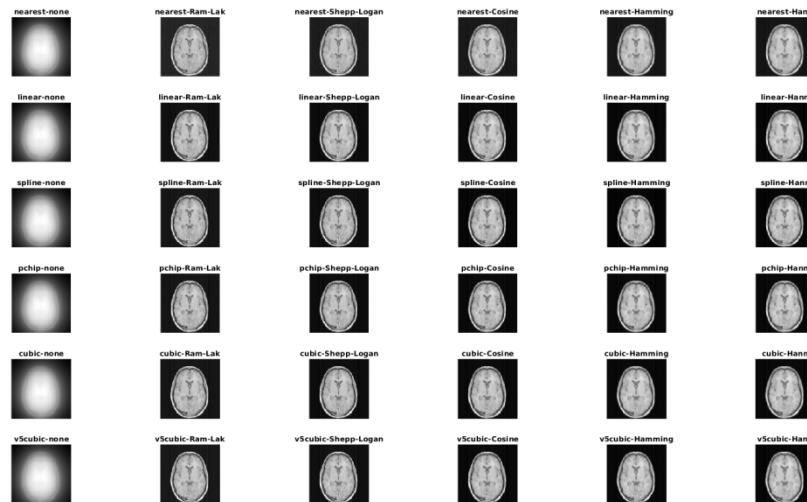 nearest-none nearest-Ram-Lak nearest-Shepp-Logan nearest-Cosine nearest-Hamming
linear-none linear-Ram-Lak linear-Shepp-Logan linear-Cosine linear-Hamming
spline-none spline-Ram-Lak spline-Shepp-Logan spline-Cosine spline-Hamming
pchip-none pchip-Ram-Lak pchip-Shepp-Logan pchip-Cosine pchip-Hamming
cubic-none cubic-Ram-Lak cubic-Shepp-Logan cubic-Cosine cubic-Hamming
v5cubic-none v5cubic-Ram-Lak v5cubic-Shepp-Logan v5cubic-Cosine v5cubic-Hamming